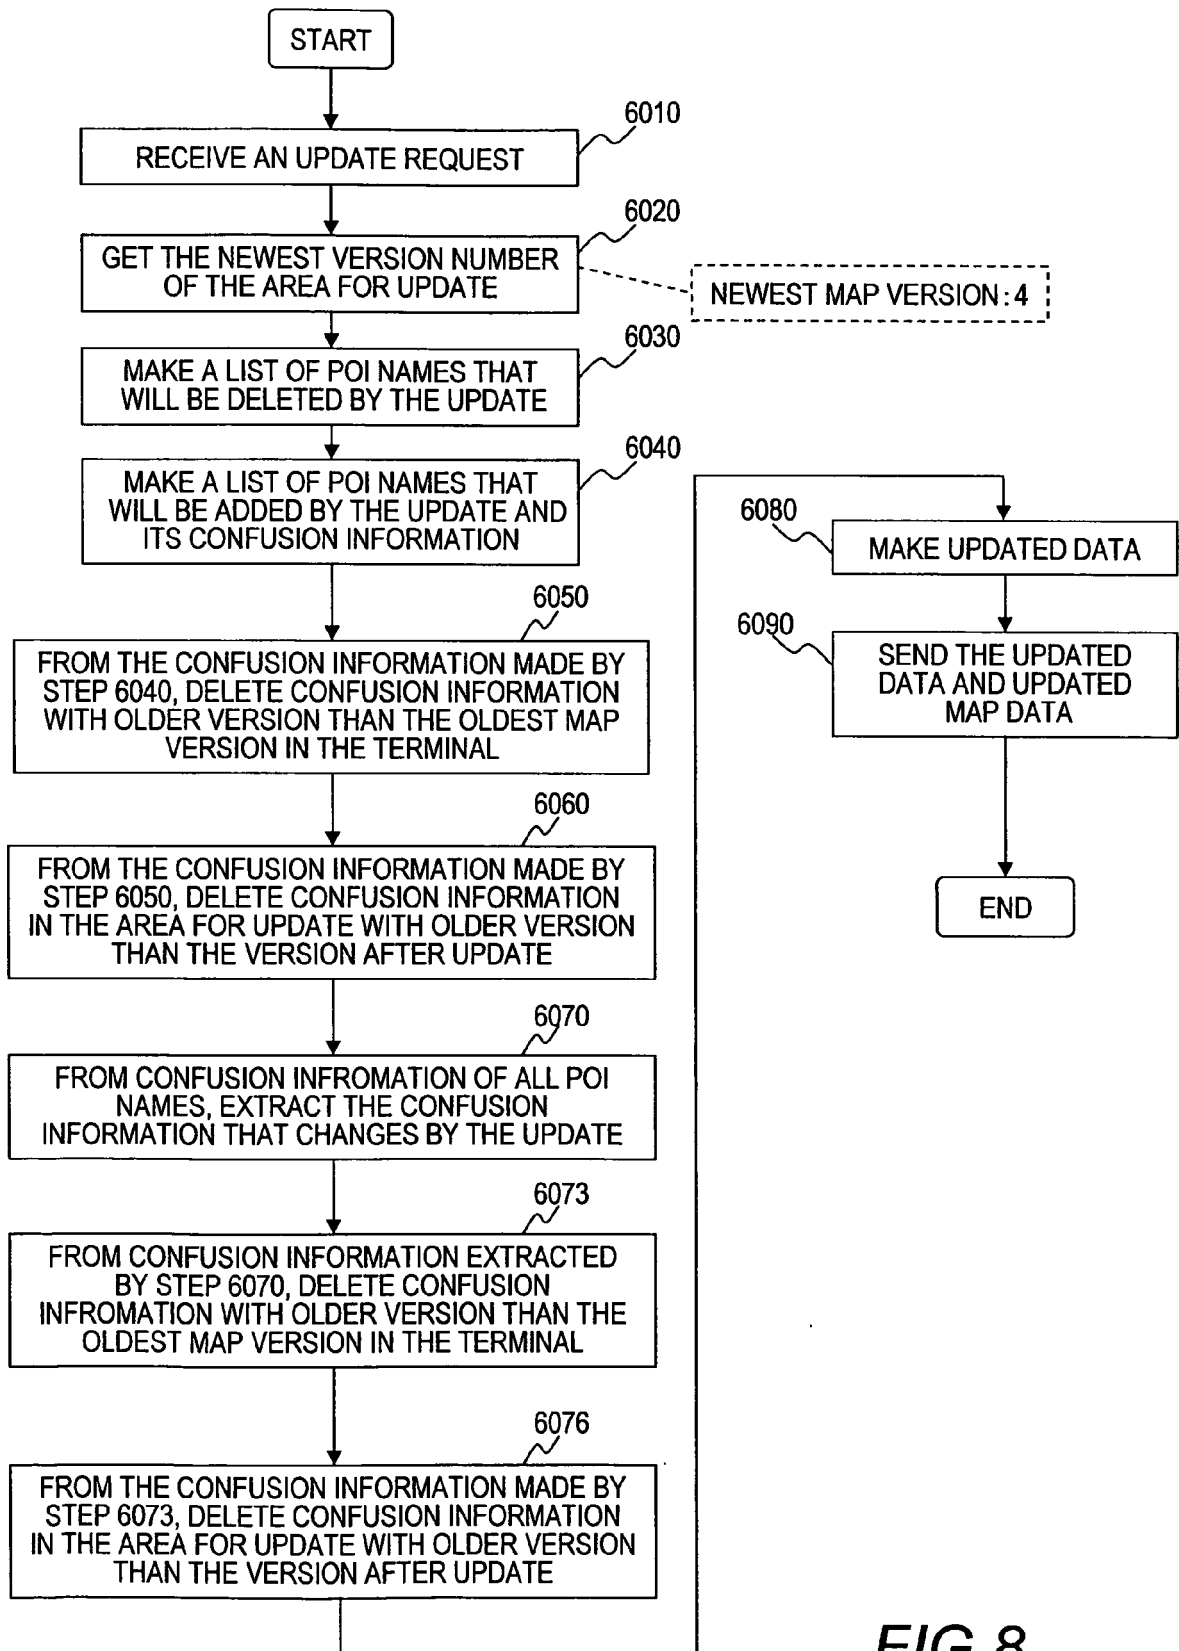 START
6010
RECEIVE AN UPDATE REQUEST
6020
GET THE NEWEST VERSION NUMBER
OF THE AREA FOR UPDATE
NEWEST MAP VERSION: 4
6030
MAKE A LIST OF POI NAMES THAT
WILL BE DELETED BY THE UPDATE
6040
MAKE A LIST OF POI NAMES THAT
WILL BE ADDED BY THE UPDATE AND
ITS CONFUSION INFORMATION
6050
FROM THE CONFUSION INFORMATION MADE BY
STEP 6040, DELETE CONFUSION INFORMATION
WITH OLDER VERSION THAN THE OLDEST MAP
VERSION IN THE TERMINAL
6060
FROM THE CONFUSION INFORMATION MADE BY
STEP 6050, DELETE CONFUSION INFORMATION
IN THE AREA FOR UPDATE WITH OLDER VERSION
THAN THE VERSION AFTER UPDATE
6070
FROM CONFUSION INFROMATION OF ALL POI
NAMES, EXTRACT THE CONFUSION
INFORMATION THAT CHANGES BY THE UPDATE
6073
FROM CONFUSION INFORMATION EXTRACTED
BY STEP 6070, DELETE CONFUSION
INFROMATION WITH OLDER VERSION THAN THE
OLDEST MAP VERSION IN THE TERMINAL
6076
FROM THE CONFUSION INFORMATION MADE BY
STEP 6073, DELETE CONFUSION INFORMATION
IN THE AREA FOR UPDATE WITH OLDER VERSION
THAN THE VERSION AFTER UPDATE
6080
MAKE UPDATED DATA
6090
SEND THE UPDATED
DATA AND UPDATED
MAP DATA
END
FIG 8